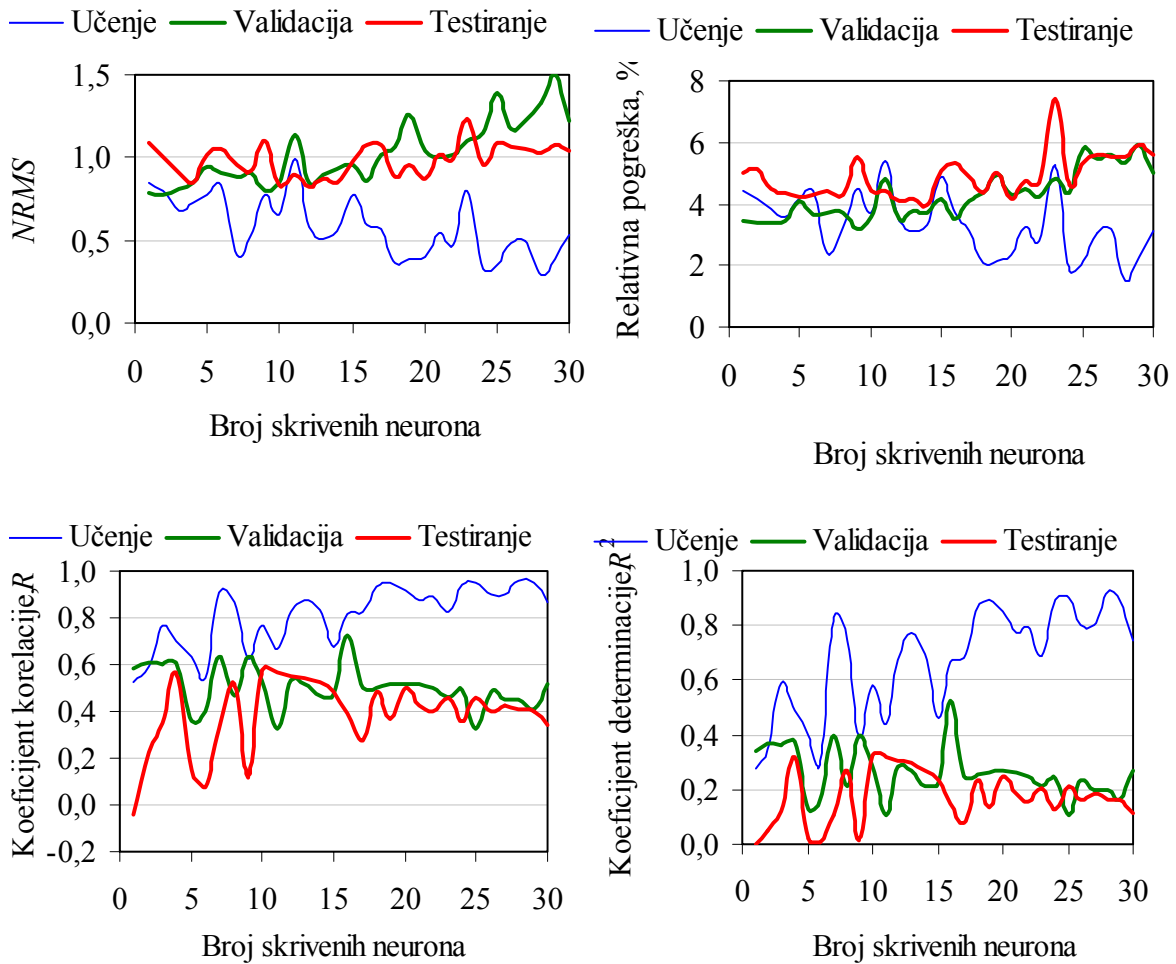 Učenje Validacija Testiranje
NRMS
1,5
1,0
0,5
0,0
0 5 10 15 20 25 30
Broj skrivenih neurona
Učenje Validacija Testiranje
Relativna pogreška, %
8
6
4
2
0
0 5 10 15 20 25 30
Broj skrivenih neurona
Učenje Validacija Testiranje
Koeficijent korelacije,R
1,0
0,8
0,6
0,4
0,2
0,0
-0,2
0 5 10 15 20 25 30
Broj skrivenih neurona
Učenje Validacija Testiranje
Koeficijent determinacije,R²
1,0
0,8
0,6
0,4
0,2
0,0
0 5 10 15 20 25 30
Broj skrivenih neurona